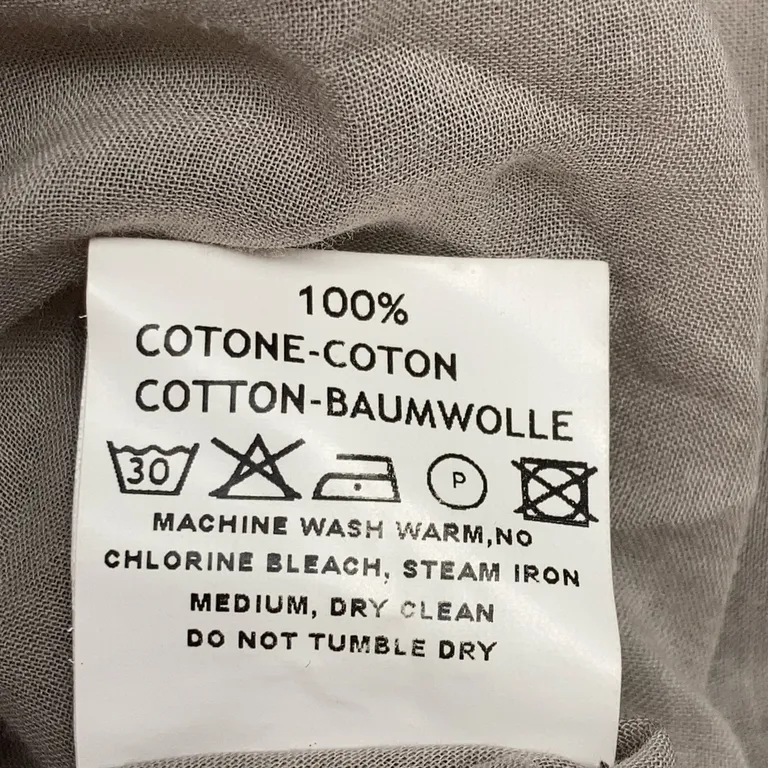 100%
COTONE-COTON
COTTON-BAUMWOLLE
30 P
MACHINE WASH WARM,NO
CHLORINE BLEACH, STEAM IRON
MEDIUM, DRY CLEAN
DO NOT TUMBLE DRY